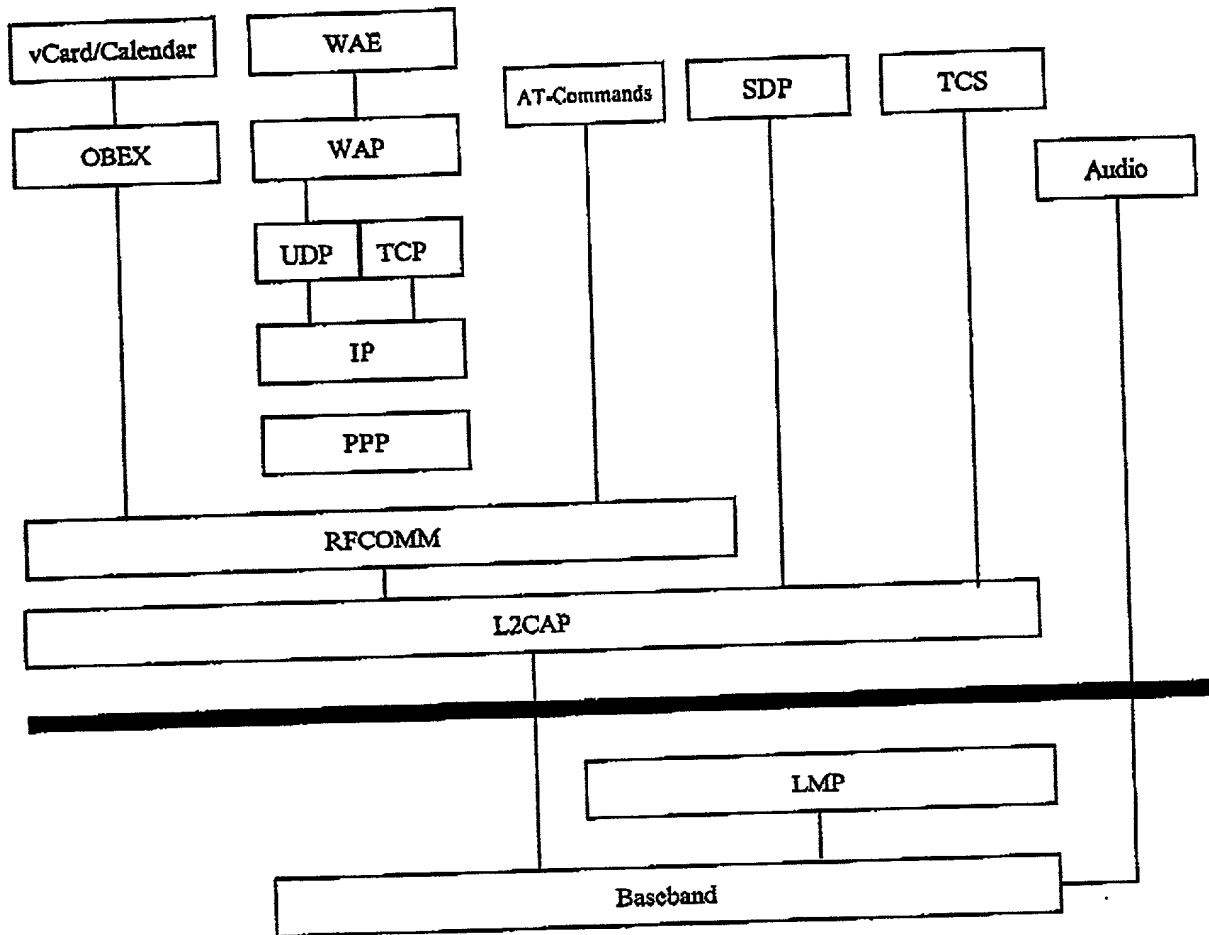 vCard/Calendar
WAE
AT-Commands
SDP
TCS
OBEX
WAP
Audio
UDP
TCP
IP
PPP
RFCOMM
L2CAP
LMP
Baseband